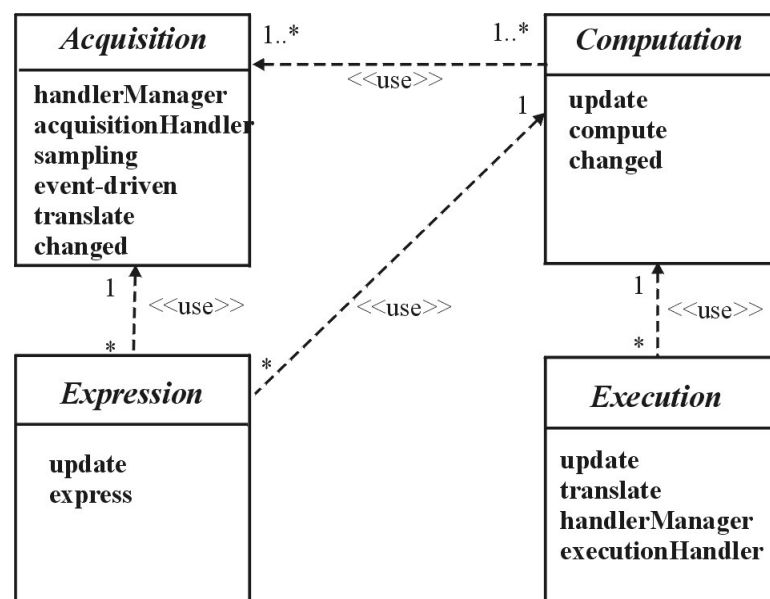 Acquisition
handlerManager
acquisitionHandler
sampling
event-driven
translate
changed
1..*
1..*
<<use>>
Computation
update
compute
changed
1
1
<<use>>
*
<<use>>
*
1
<<use>>
*
Expression
update
express
Execution
update
translate
handlerManager
executionHandler